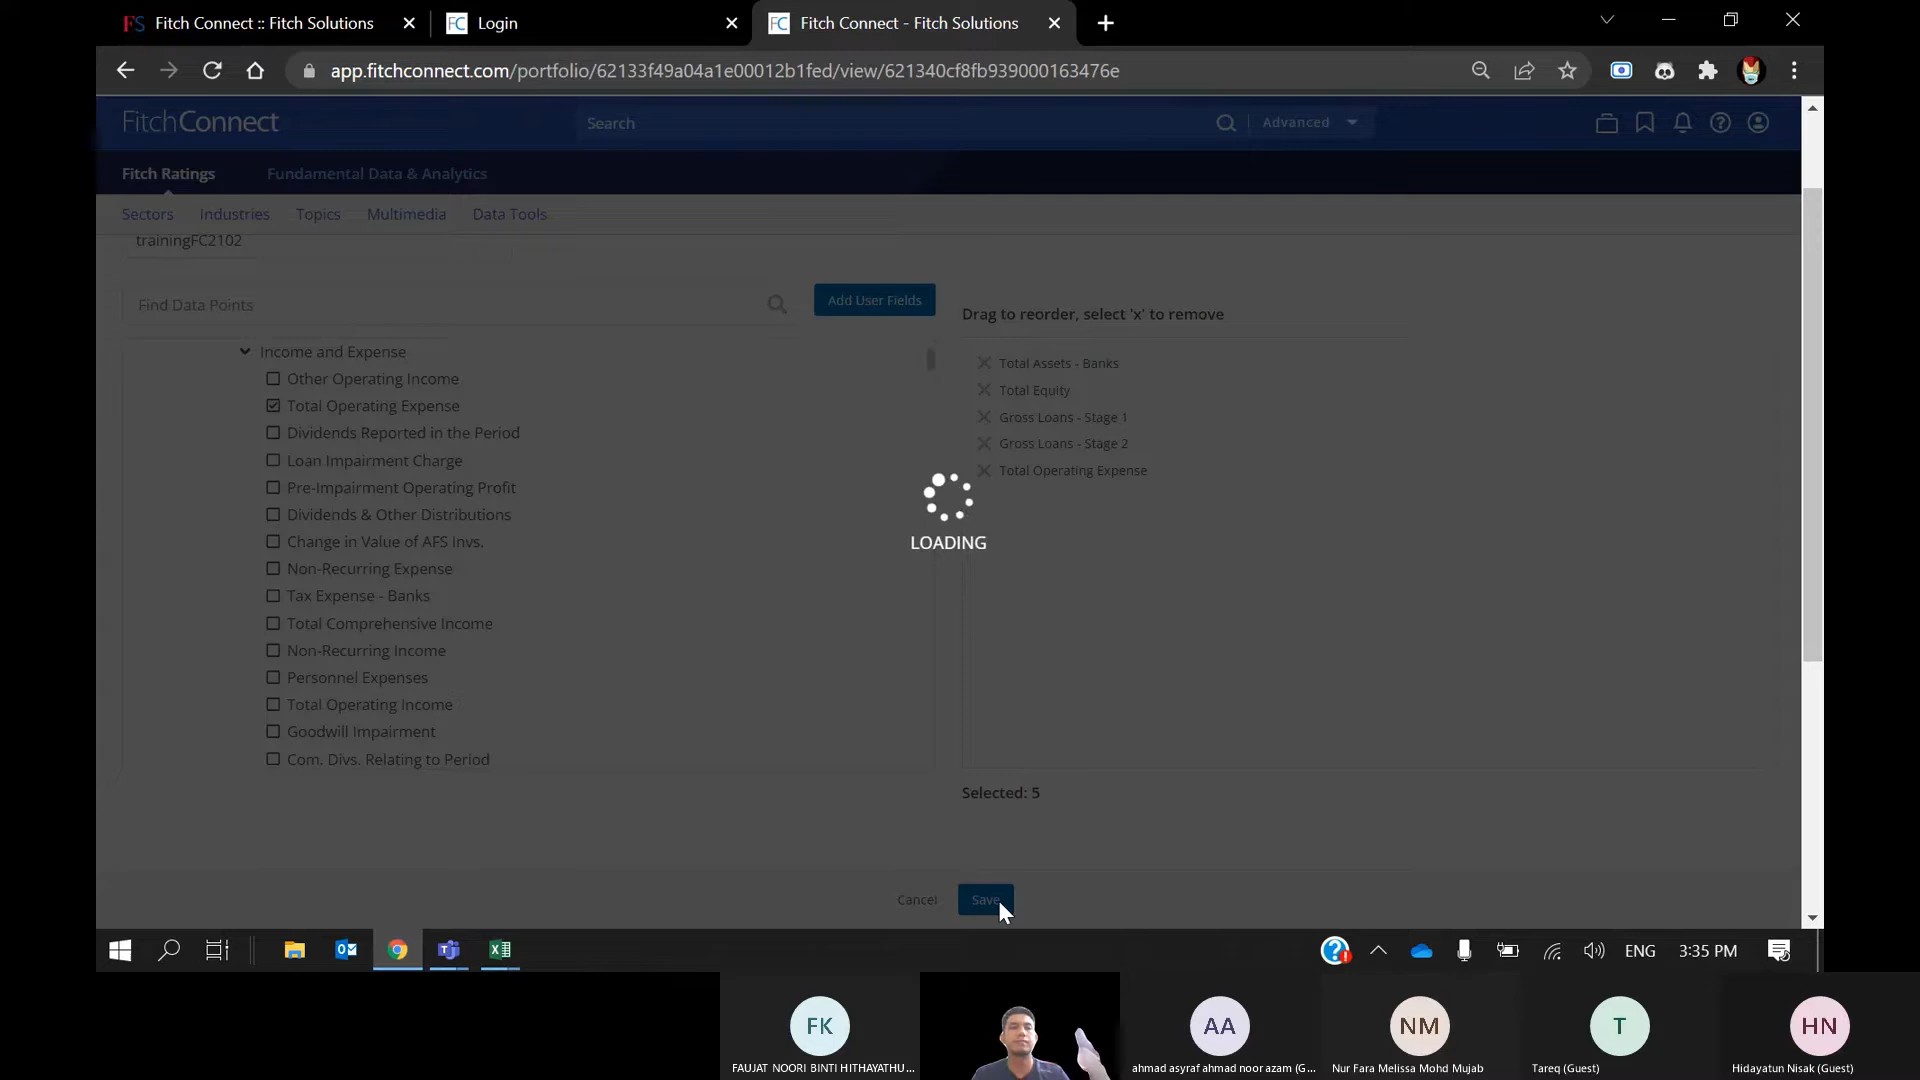 Fitch Connect :: Fitch Solutions
Login
Fitch Connect - Fitch Solutions
app.fitchconnect.com/portfolio/62133f49a04a1e00012b1fed/view/621340cf8fb939000163476e
FitchConnect
Search
Advanced
Fitch Ratings
Fundamental Data & Analytics
Sectors
Industries
Topics
Multimedia
Data Tools
trainingFC2102
Find Data Points
Add User Fields
Income and Expense
Other Operating Income
Total Operating Expense
Dividends Reported in the Period
Loan Impairment Charge
Pre-Impairment Operating Profit
Dividends & Other Distributions
Change in Value of AFS Invs.
Non-Recurring Expense
Tax Expense - Banks
Total Comprehensive Income
Non-Recurring Income
Personnel Expenses
Total Operating Income
Goodwill Impairment
Com. Divs. Relating to Period
Drag to reorder, select 'x' to remove
Total Assets - Banks
Total Equity
Gross Loans - Stage 1
Gross Loans - Stage 2
Total Operating Expense
LOADING
Selected: 5
Cancel
Save
ENG
3:35 PM
FK
FAUJAT NOORI BINTI HITHAYATHU...
AA
ahmad asyraf ahmad noor azam (G...
NM
Nur Fara Melissa Mohd Mujab
T
Tareq (Guest)
HN
Hidayatun Nisak (Guest)